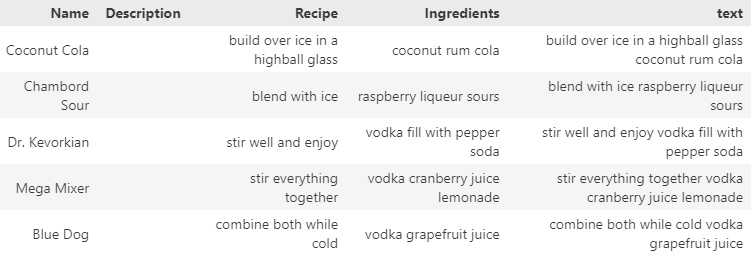 Name Description Recipe Ingredients text
Coconut Cola build over ice in a highball glass coconut rum cola build over ice in a highball glass coconut rum cola
Chambord Sour blend with ice raspberry liqueur sours blend with ice raspberry liqueur sours
Dr. Kevorkian stir well and enjoy vodka fill with pepper soda stir well and enjoy vodka fill with pepper soda
Mega Mixer stir everything together vodka cranberry juice lemonade stir everything together vodka cranberry juice lemonade
Blue Dog combine both while cold vodka grapefruit juice combine both while cold vodka grapefruit juice